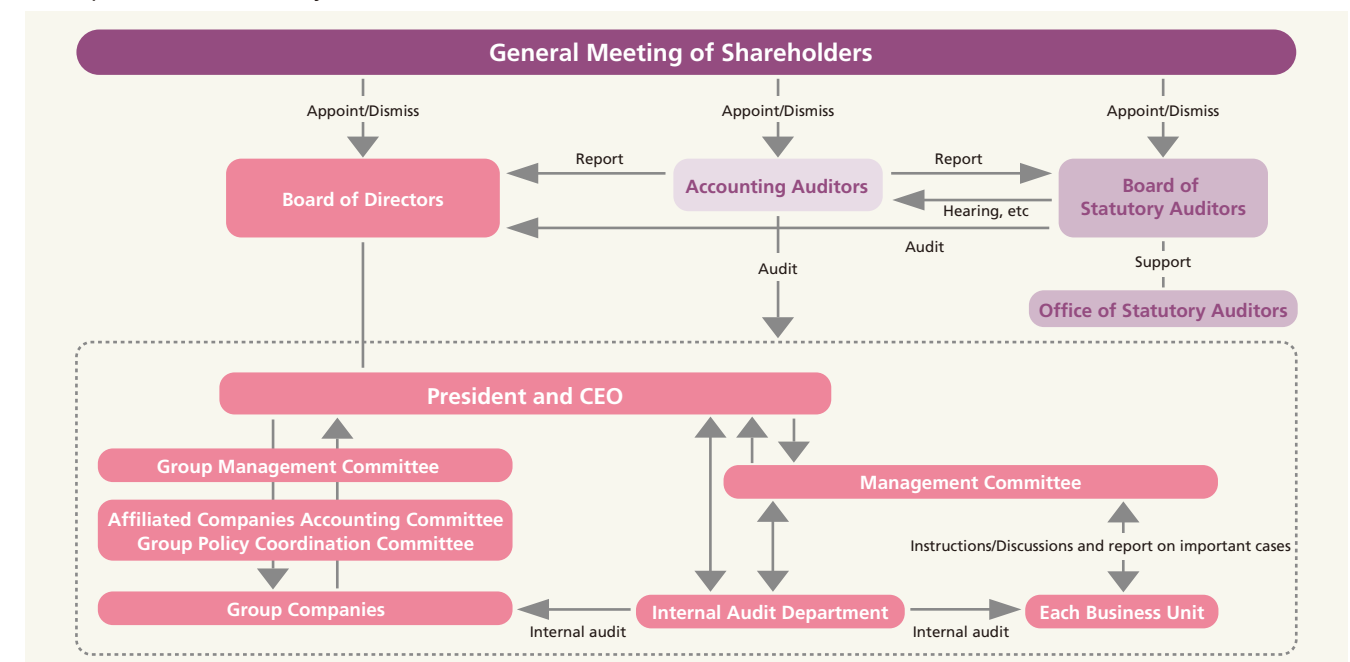 General Meeting of Shareholders
Appoint/Dismiss
Appoint/Dismiss
Appoint/Dismiss
Board of Directors
Report
Accounting Auditors
Report
Board of
Statutory Auditors
Hearing, etc
Audit
Audit
Support
Office of Statutory Auditors
President and CEO
Group Management Committee
Management Committee
Affiliated Companies Accounting Committee
Group Policy Coordination Committee
Instructions/Discussions and report on important cases
Group Companies
Internal audit
Internal Audit Department
Internal audit
Each Business Unit